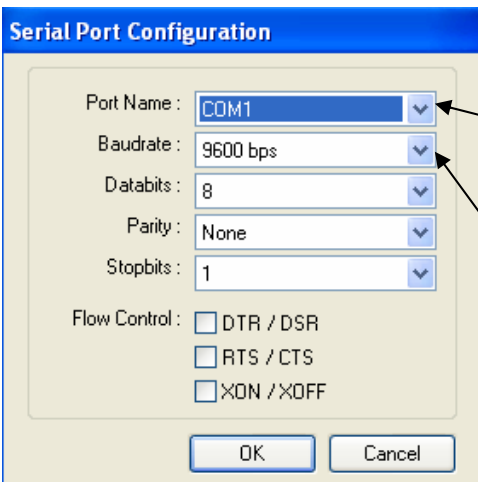 Serial Port Configuration
Port Name : COM1
Baudrate : 9600 bps
Databits : 8
Parity : None
Stopbits : 1
Flow Control : DTR / DSR
RTS / CTS
XON / XOFF
OK Cancel